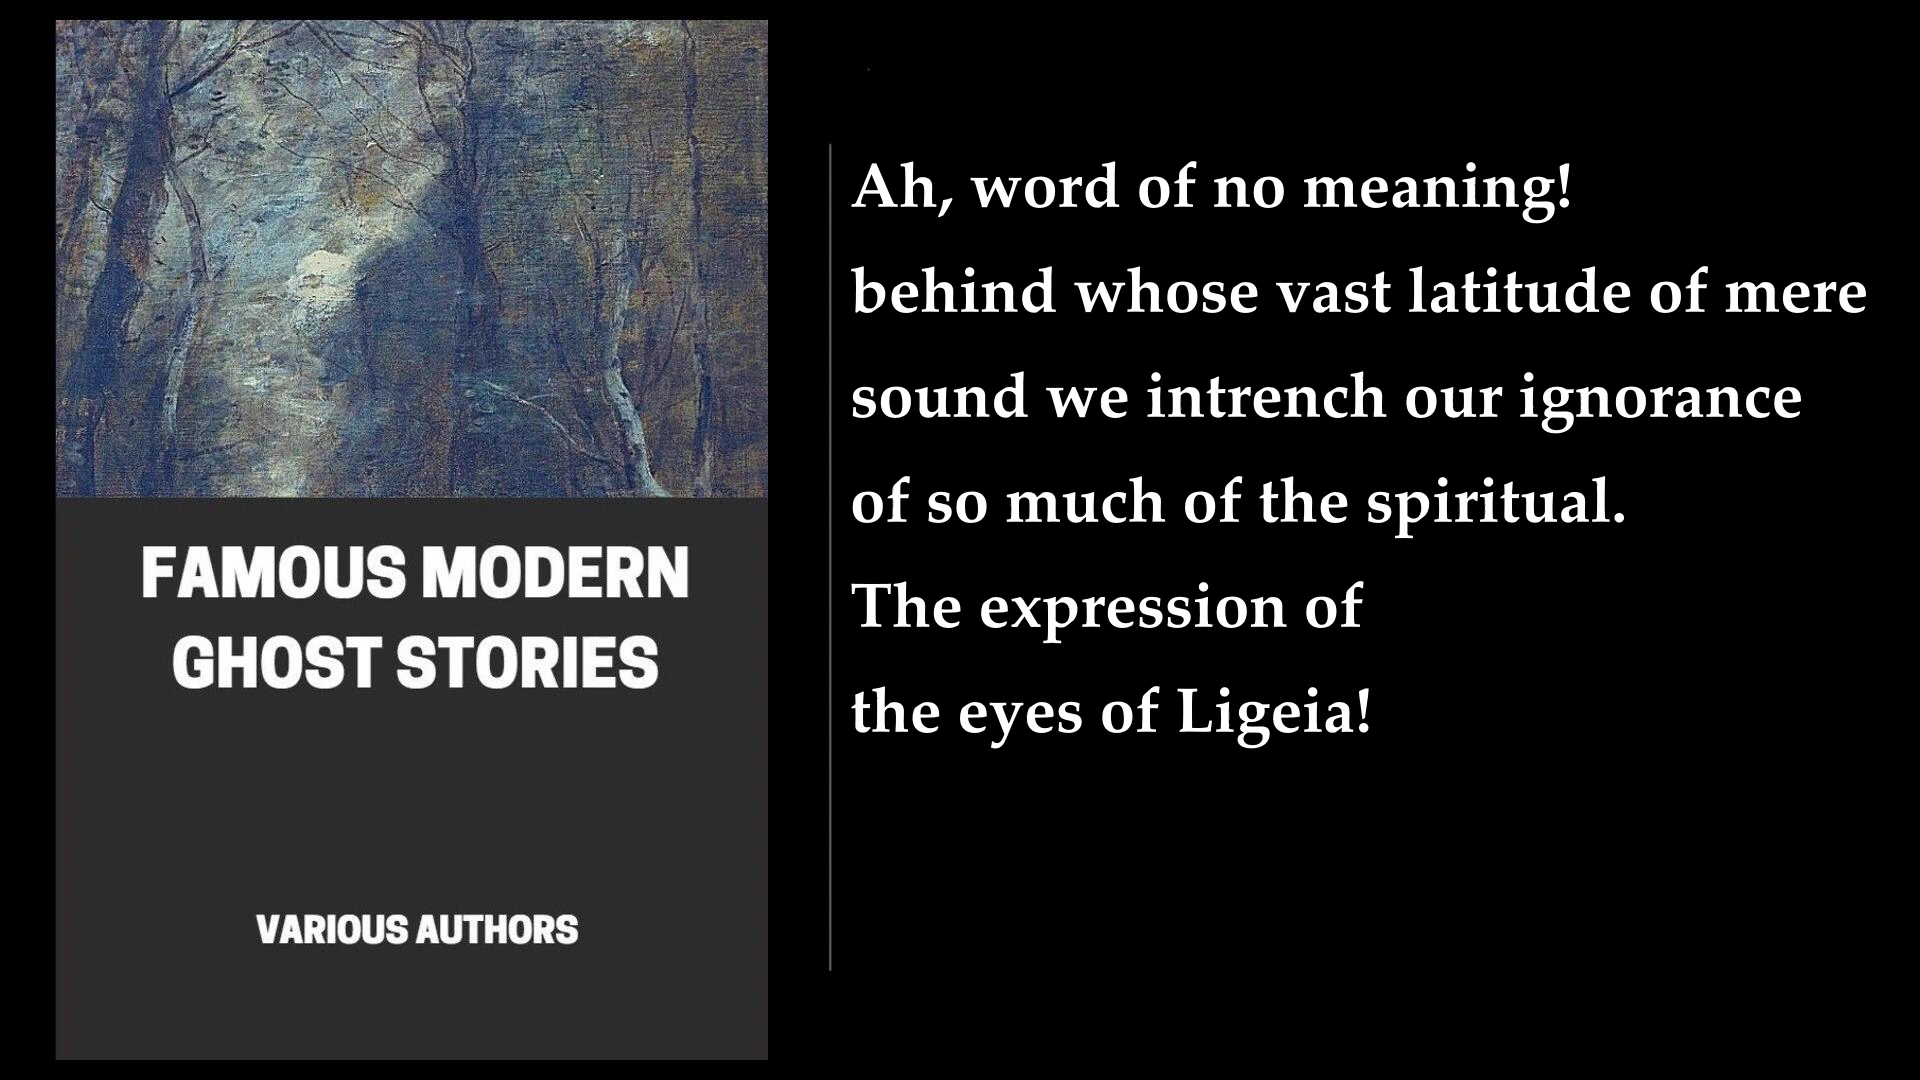 FAMOUS MODERN
GHOST STORIES
VARIOUS AUTHORS
Ah, word of no meaning!
behind whose vast latitude of mere
sound we intrench our ignorance
of so much of the spiritual.
The expression of
the eyes of Ligeia!